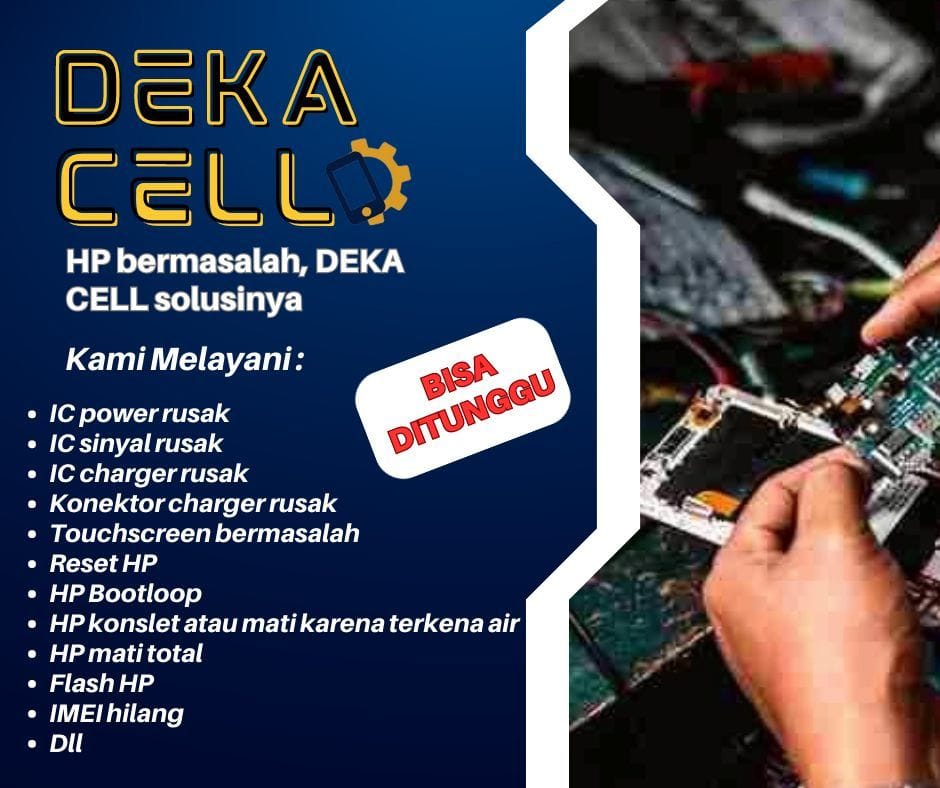 DEKA
CELL
HP bermasalah, DEKA
CELL solusinya
Kami Melayani :
BISA
DITUNGGU
• IC power rusak
• IC sinyal rusak
• IC charger rusak
• Konektor charger rusak
• Touchscreen bermasalah
• Reset HP
• HP Bootloop
• HP konslet atau mati karena terkena air
• HP mati total
• Flash HP
• IMEI hilang
• Dll